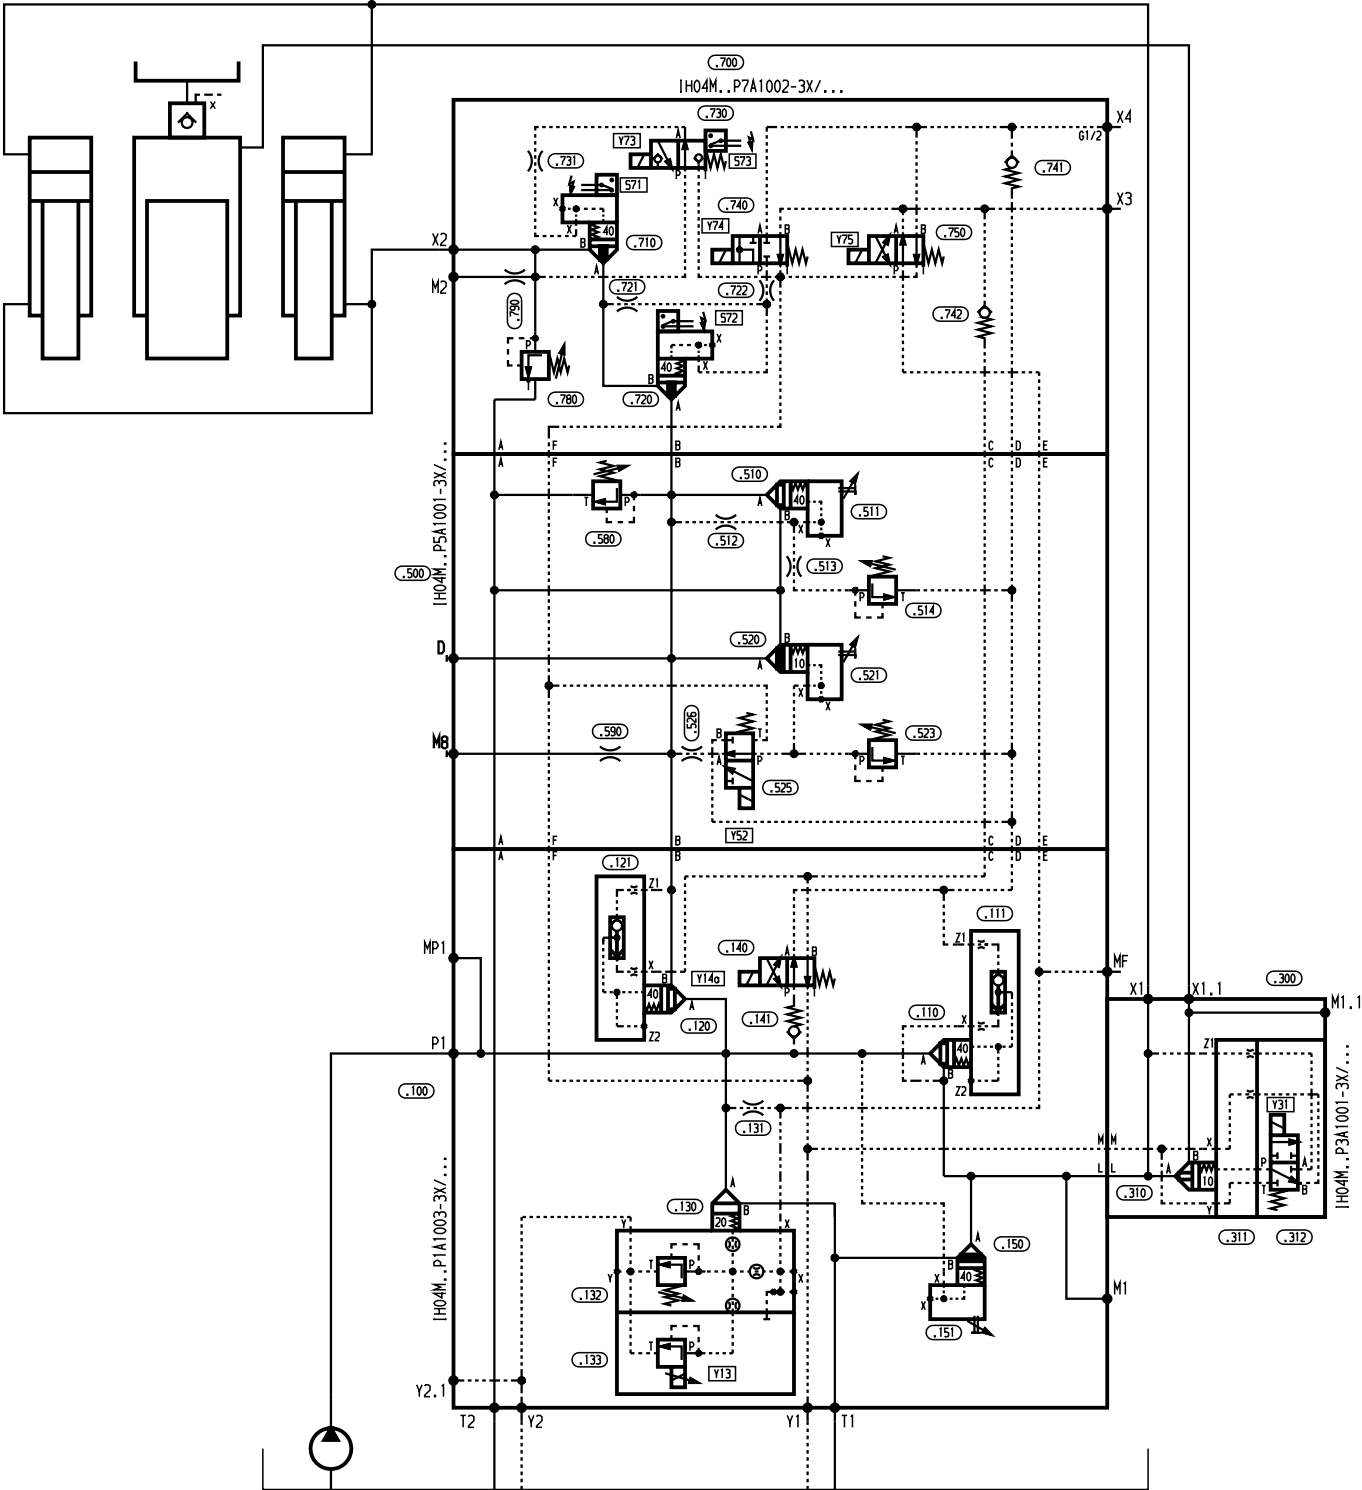 .700
IH04M..P7A1002-3X/...
.730
X4
G1/2
Y73
A
P
T
S73
.731
.741
S71
X
X
40
B
A
.710
.740
Y74
A
B
P
T
X3
Y75
A
B
P
T
.750
X2
M2
.790
.721
.722
.742
S72
X
X
40
B
A
P
T
.780
.720
A
F
B
C
D
E
A
F
B
C
D
E
IH04M..P5A1001-3X/...
.500
T
P
.580
.510
40
A
B
X
X
.511
.512
.513
P
T
.514
D
.520
B
10
A
X
X
.521
M8
.590
.526
B
T
A
P
.525
Y52
P
T
.523
A
F
B
C
D
E
A
F
B
C
D
E
.121
Z1
X
B
40
A
Z2
Y14a
.120
.140
A
B
P
T
.141
.111
Z1
.110
X
40
A
B
Z2
MP1
P1
.100
MF
X1
X1.1
.300
M1.1
Z1
Y31
X
P
A
T
B
B
A
10
Y
M
M
L
L
.310
.311
.312
IH04M..P3A1001-3X/...
.131
A
.130
B
20
Y
X
T
P
Y
X
.132
T
P
.133
Y13
A
B
40
X
X
.150
.151
M1
IH04M..P1A1003-3X/...
Y2.1
T2
Y2
Y1
T1
X